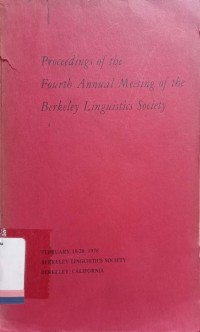 Proceedings of the
Fourth Annual Meeting of the
Berkeley Linguistics Society
FEBRUARY 18-20, 1978
BERKELEY LINGUISTICS SOCIETY
BERKELEY, CALIFORNIA